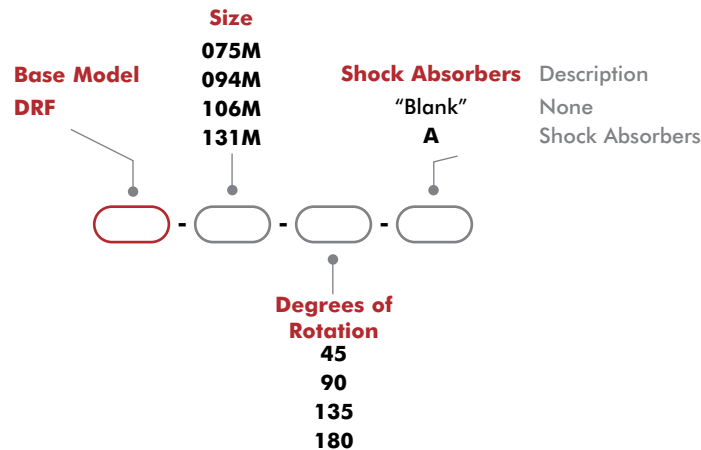 Size
075M
094M
106M
131M
Base Model
DRF
Shock Absorbers Description
“Blank” None
A Shock Absorbers
- - -
Degrees of
Rotation
45
90
135
180